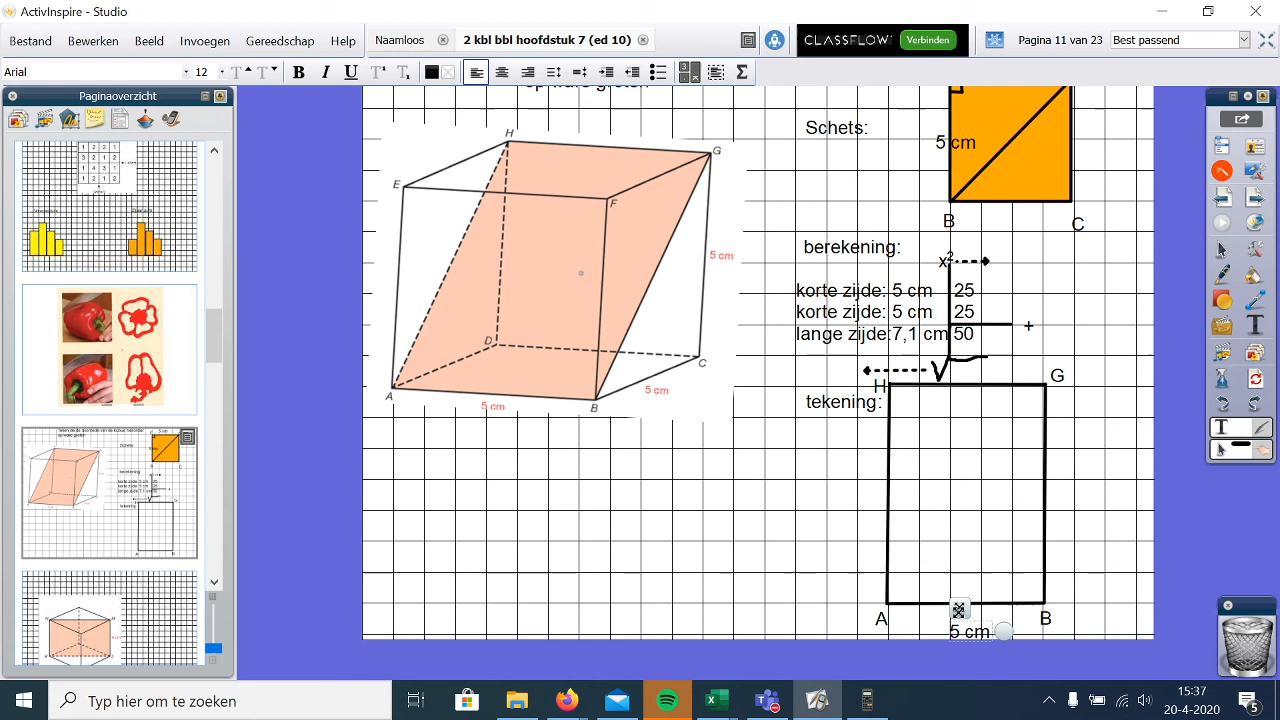 ActivInspire - Studio
Bestand Bewerken Beeld Invoegen Gereedschap Help
Naamloos
2 kbl bbl hoofdstuk 7 (ed 10)
CLASSFLOW
Verbinden
Pagina 11 van 23
Best passend
Arial
12
Paginaoverzicht
H
G
E
F
D
C
A
B
5 cm
5 cm
5 cm
Schets:
5 cm
B
C
berekening:
x²
korte zijde: 5 cm 25
korte zijde: 5 cm 25
lange zijde:7,1 cm 50
+
√
H
G
tekening:
A
B
5 cm
Typ hier om te zoeken
15:37
20-4-2020
5